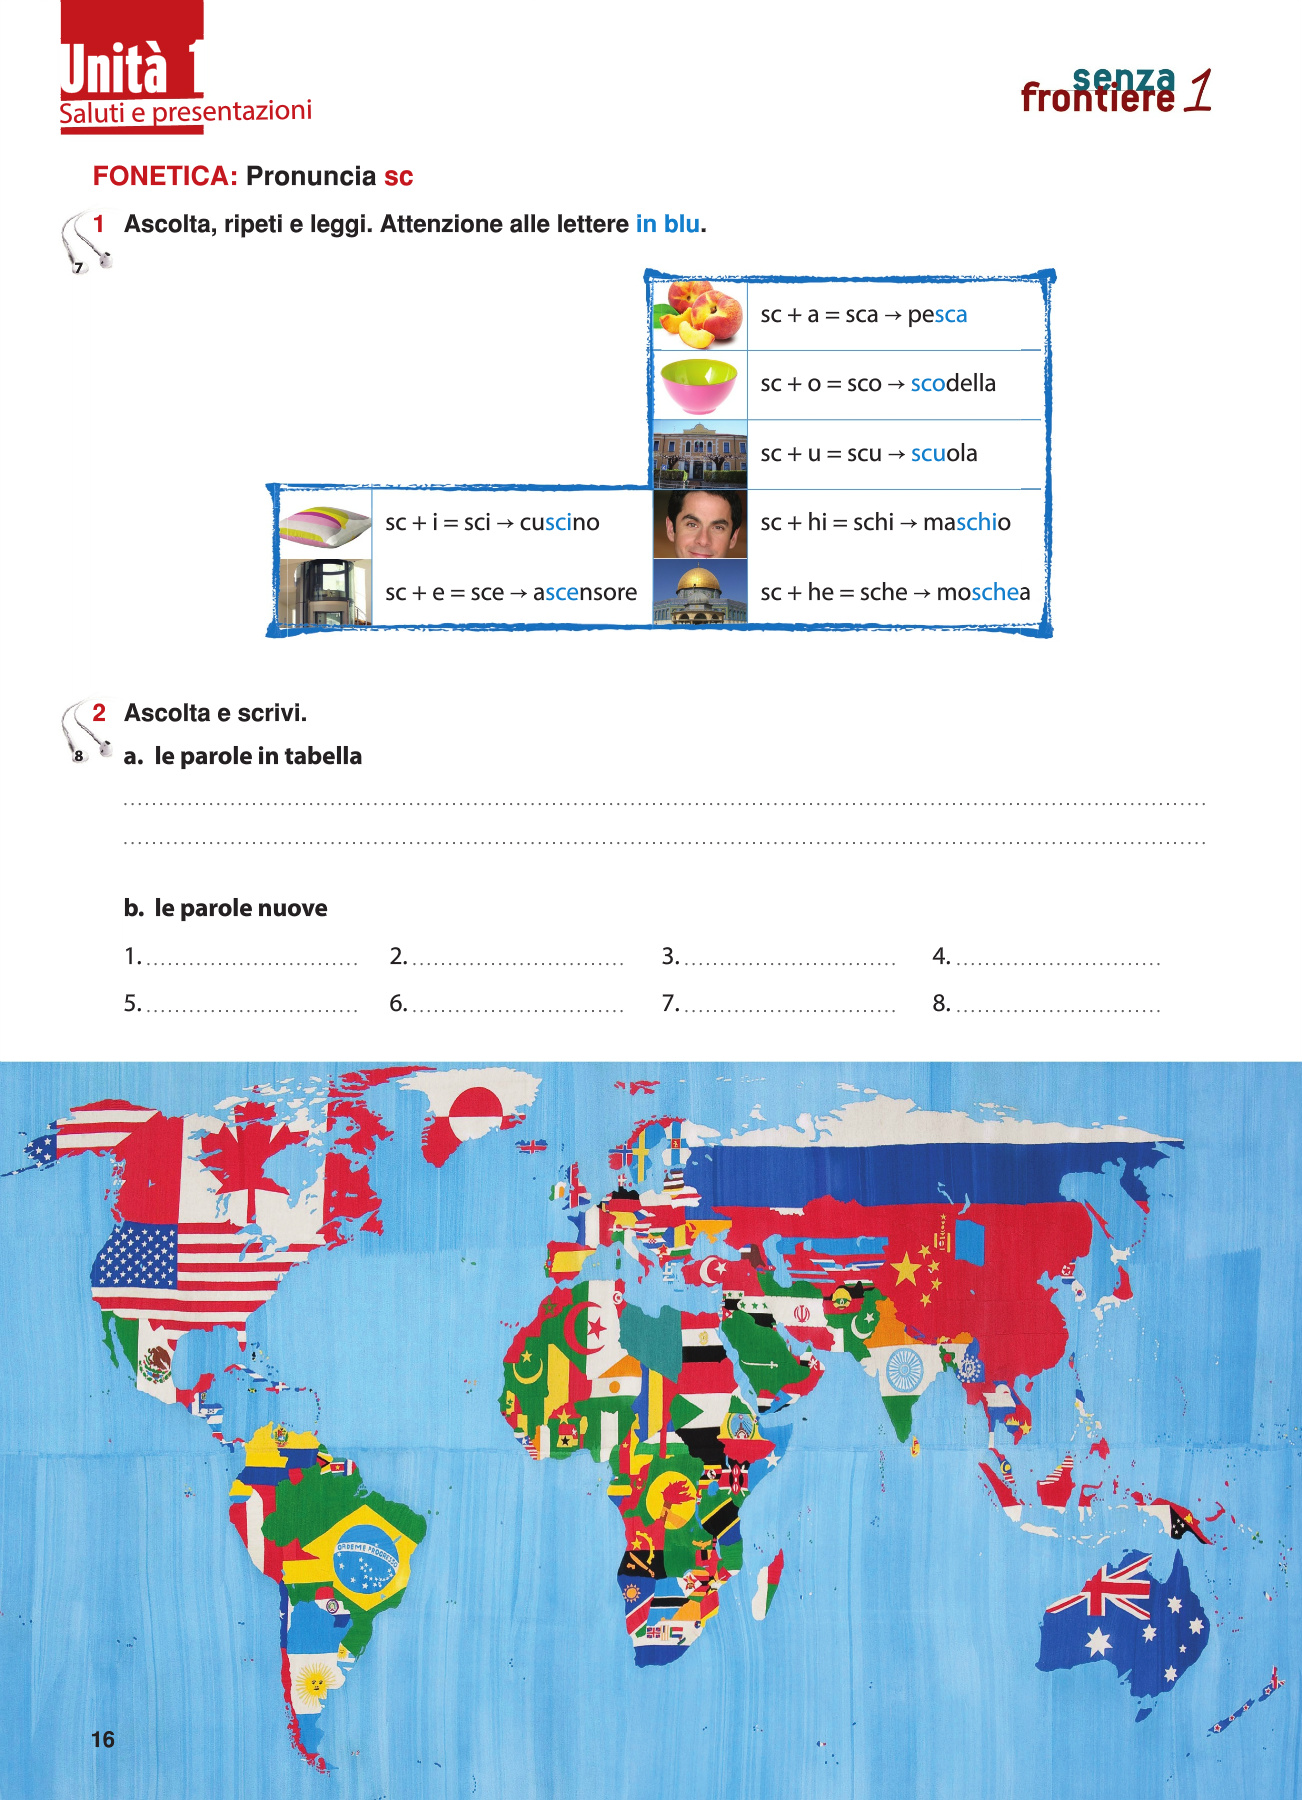 Unità 1
Saluti e presentazioni
senza
frontiere 1
FONETICA: Pronuncia sc
1 Ascolta, ripeti e leggi. Attenzione alle lettere in blu.
7
sc + a = sca → pesca
sc + o = sco → scodella
sc + u = scu → scuola
sc + i = sci → cuscino
sc + hi = schi → maschio
sc + e = sce → ascensore
sc + he = sche → moschea
2 Ascolta e scrivi.
8
a. le parole in tabella
b. le parole nuove
1. 2. 3. 4.
5. 6. 7. 8.
ORDEM E PROGRESSO
16